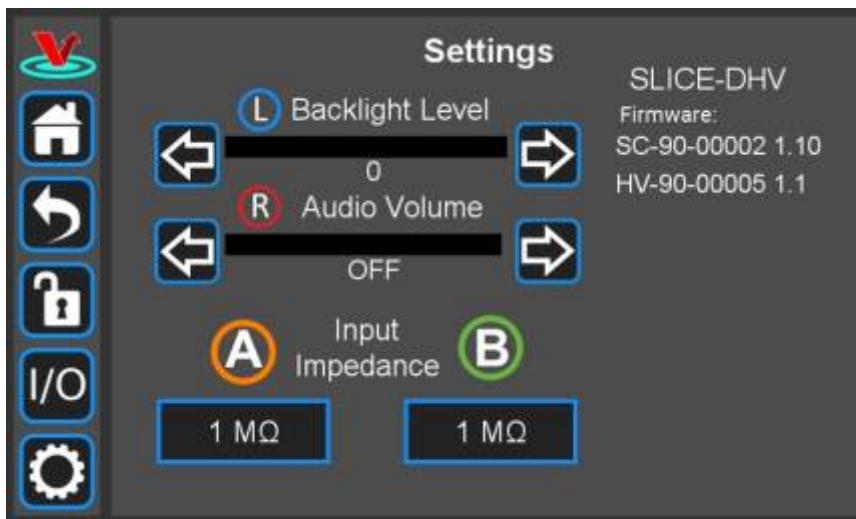 Settings
SLICE-DHV
Firmware:
SC-90-00002 1.10
HV-90-00005 1.1
L Backlight Level
0
R Audio Volume
OFF
A Input Impedance B
1 MΩ 1 MΩ
I/O